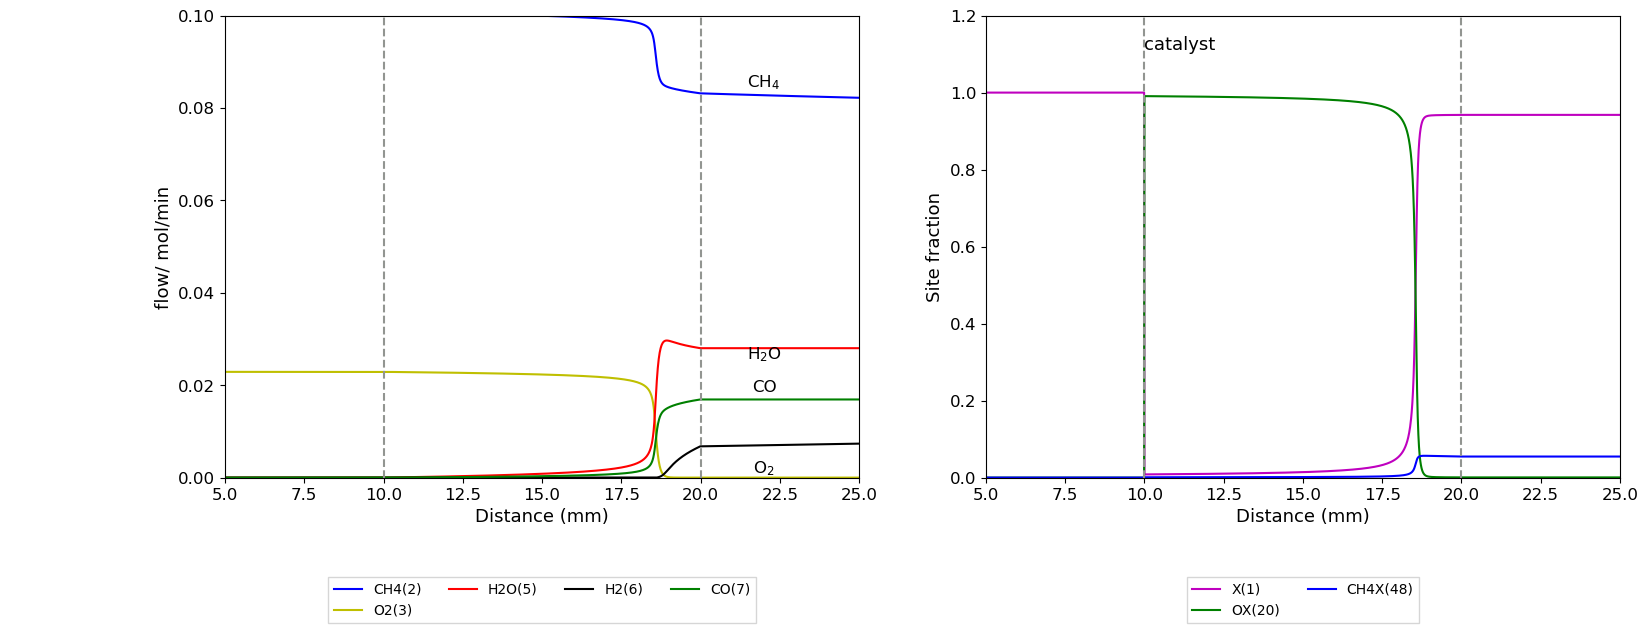 0.10
0.08
0.06
0.04
0.02
0.00
flow/ mol/min
CH₄
H₂O
CO
O₂
5.0 7.5 10.0 12.5 15.0 17.5 20.0 22.5 25.0
Distance (mm)
CH4(2) H2O(5) H2(6) CO(7)
O2(3)
1.2
1.0
0.8
0.6
0.4
0.2
0.0
Site fraction
catalyst
5.0 7.5 10.0 12.5 15.0 17.5 20.0 22.5 25.0
Distance (mm)
X(1) CH4X(48)
OX(20)